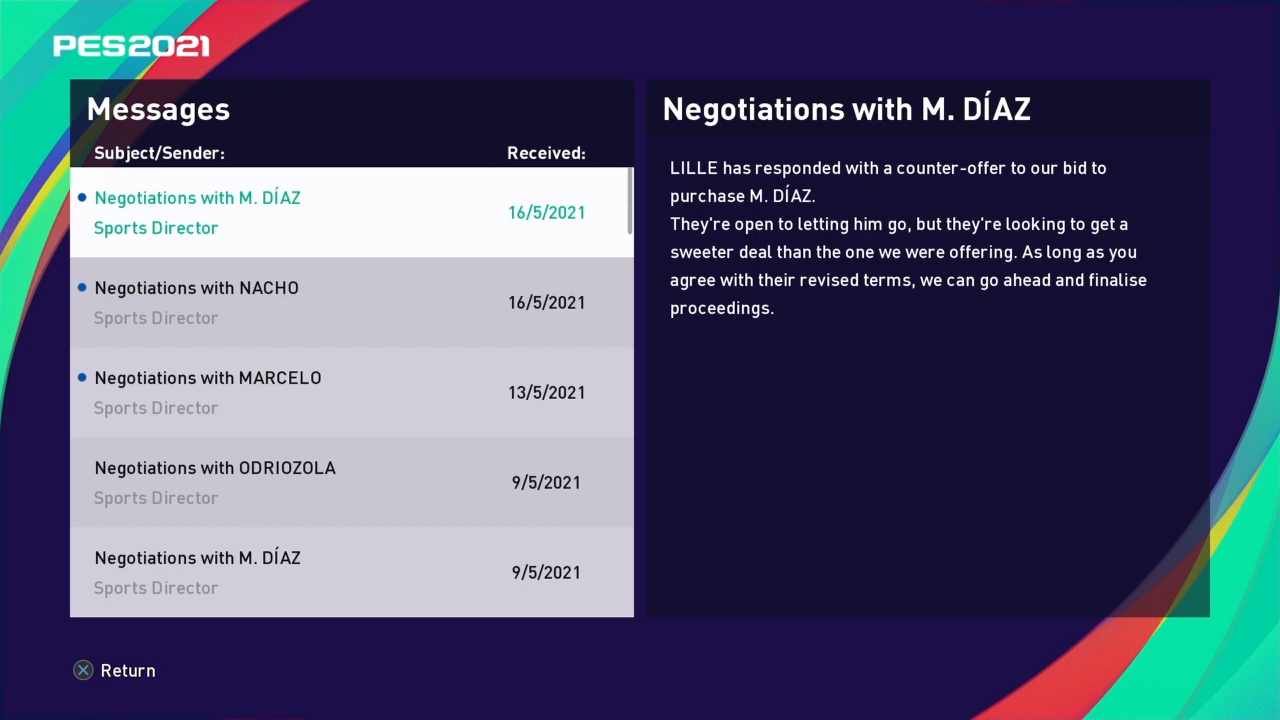 PES2021
Messages
Subject/Sender:
Received:
Negotiations with M. DÍAZ
Sports Director
16/5/2021
Negotiations with NACHO
Sports Director
16/5/2021
Negotiations with MARCELO
Sports Director
13/5/2021
Negotiations with ODRIOZOLA
Sports Director
9/5/2021
Negotiations with M. DÍAZ
Sports Director
9/5/2021
Negotiations with M. DÍAZ
LILLE has responded with a counter-offer to our bid to
purchase M. DÍAZ.
They're open to letting him go, but they're looking to get a
sweeter deal than the one we were offering. As long as you
agree with their revised terms, we can go ahead and finalise
proceedings.
Return